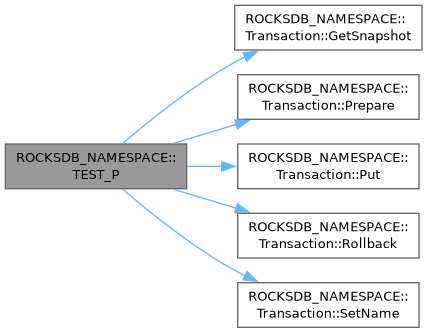 ROCKSDB_NAMESPACE::
TEST_P
ROCKSDB_NAMESPACE::
Transaction::GetSnapshot
ROCKSDB_NAMESPACE::
Transaction::Prepare
ROCKSDB_NAMESPACE::
Transaction::Put
ROCKSDB_NAMESPACE::
Transaction::Rollback
ROCKSDB_NAMESPACE::
Transaction::SetName